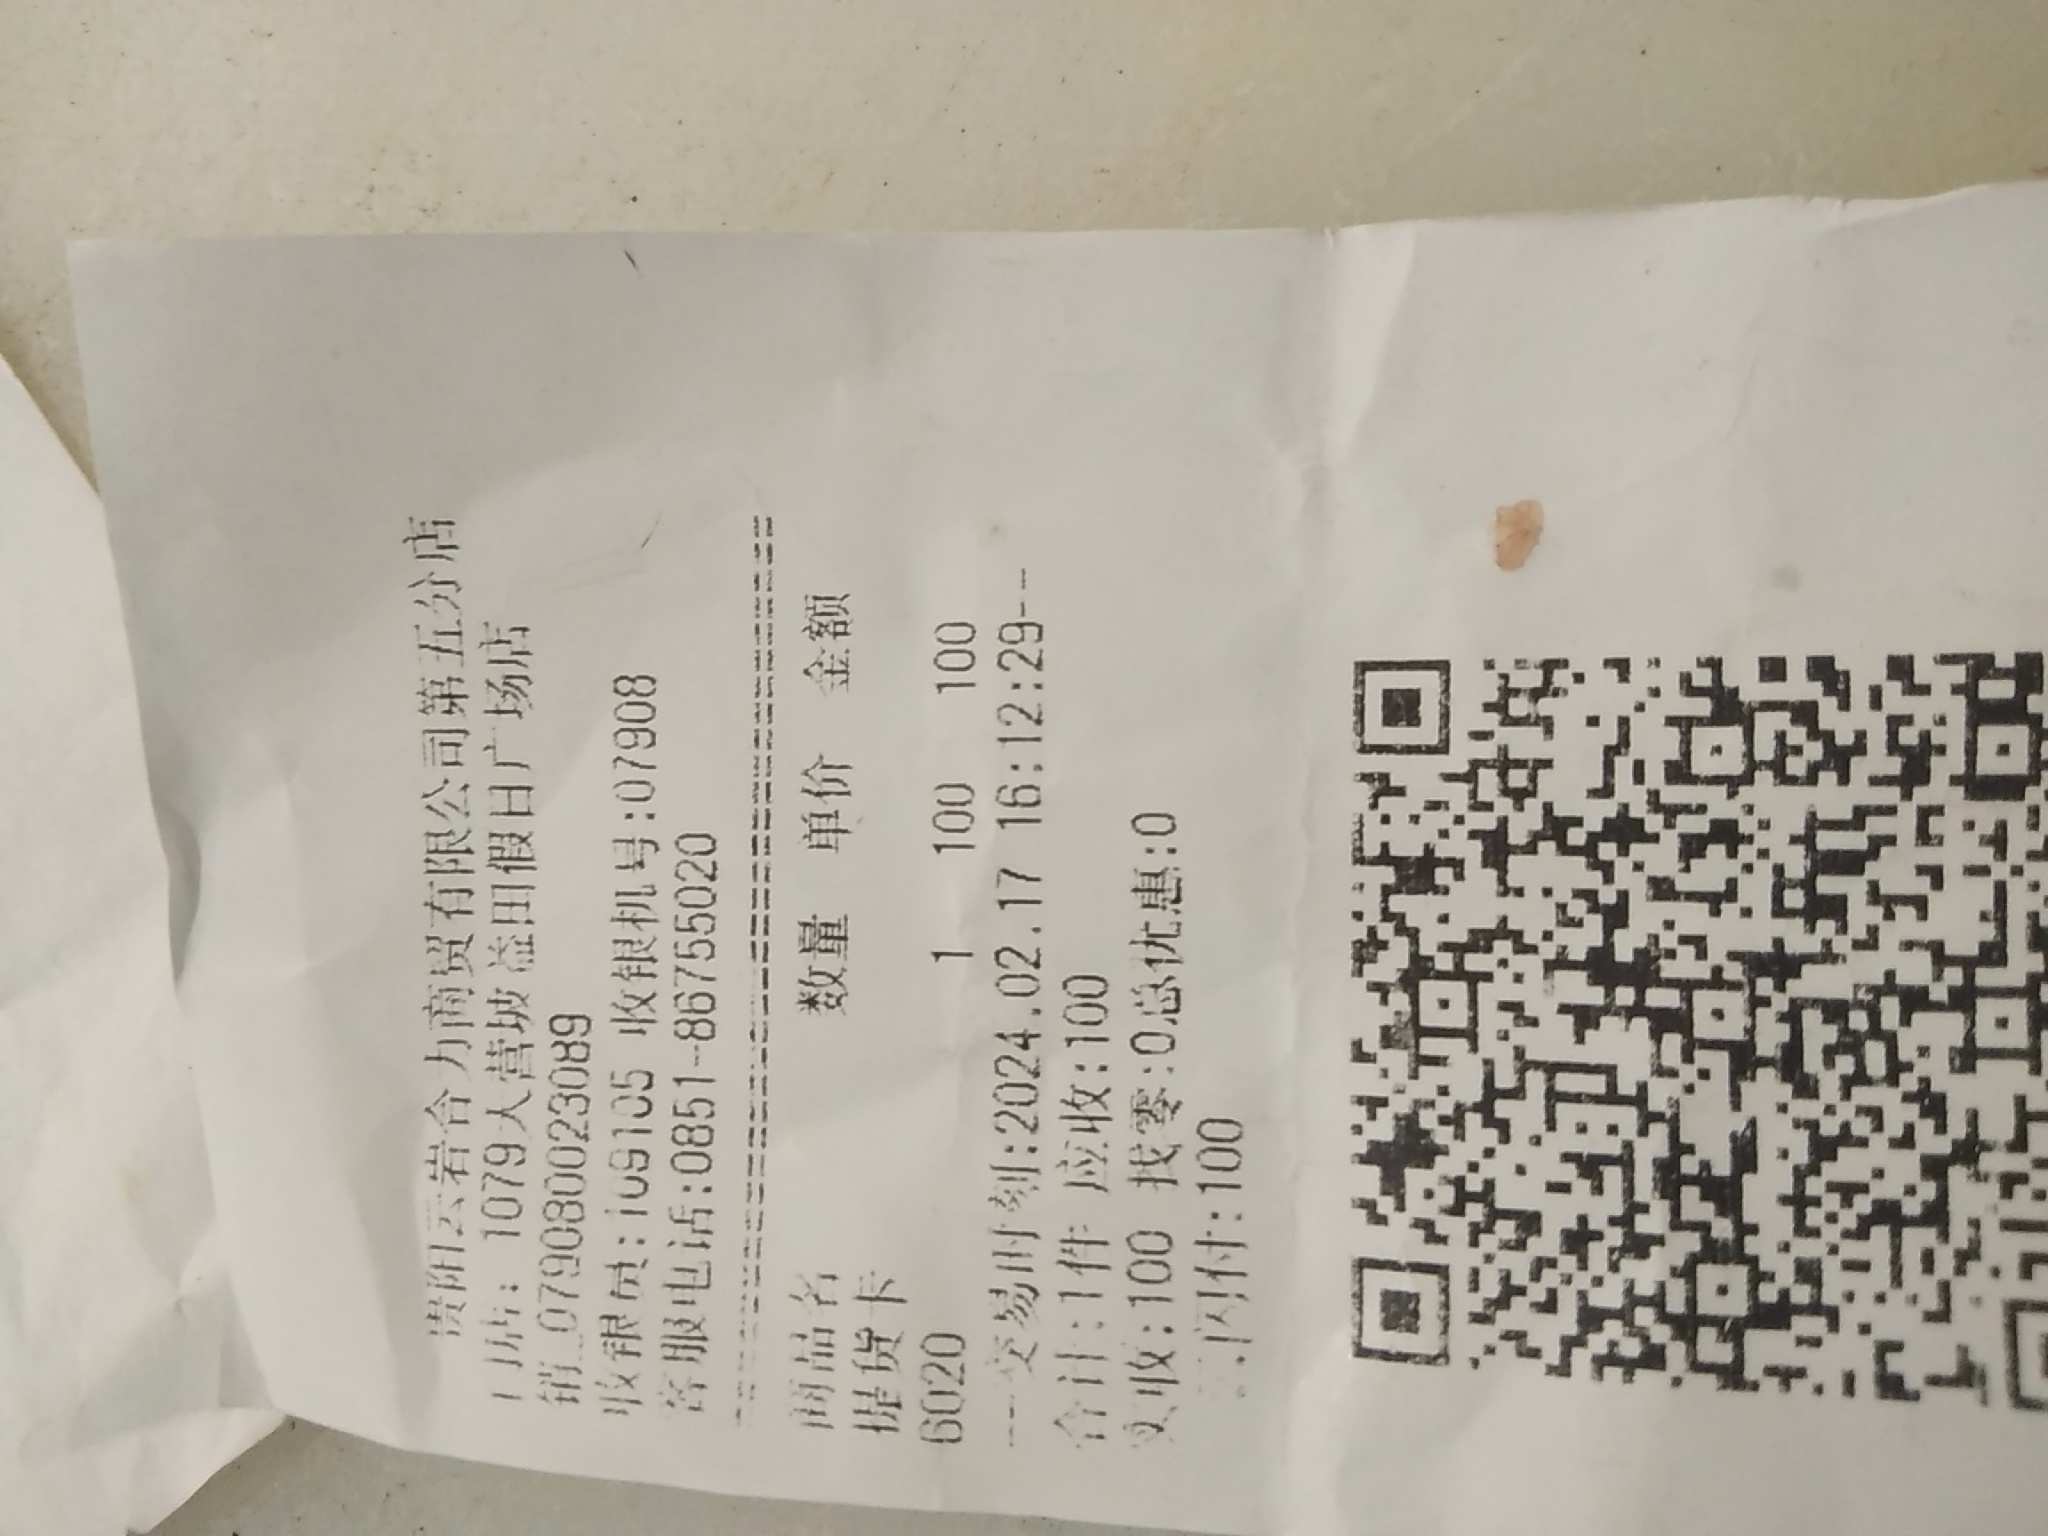 贵阳云岩合力商贸有限公司第五分店
门店: 1079大营坡益田假日广场店
销_07908002​3089
收银员:109105 收银机号:07908
客服电话:0851-86755020
商品名 数量 单价 金额
提货卡
6020 1 100 100
---交易时刻:2024.02.17 16:12:29--
合计:1件 应收:100
实收:100 找零:0总优惠:0
闪付:100